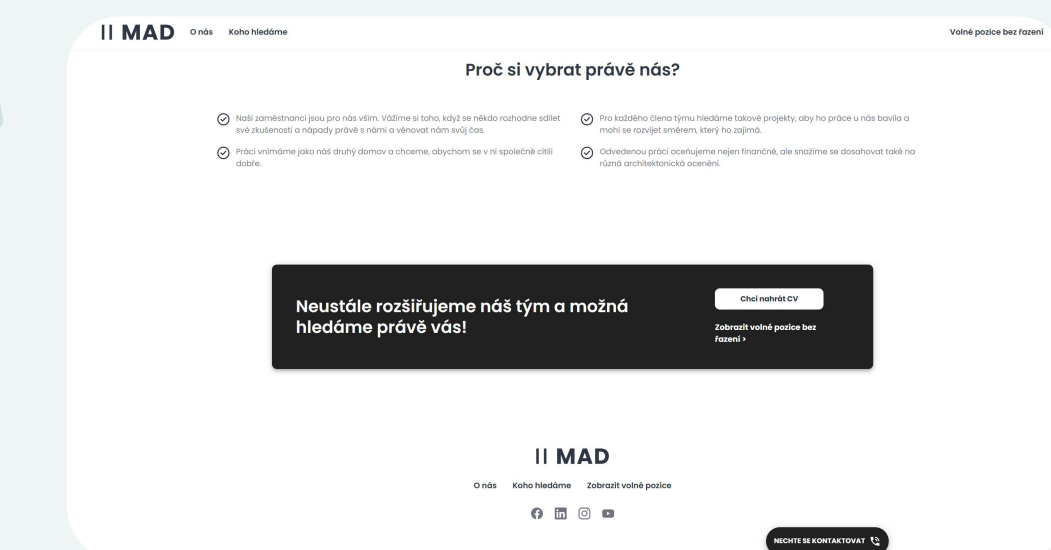 II MAD
O nás
Koho hledáme
Volné pozice bez řazení
Proč si vybrat právě nás?
Naši zaměstnanci jsou pro nás vším. Vážíme si toho, když se někdo rozhodne sdílet
své zkušenosti a nápady právě s námi a věnovat nám svůj čas.
Práci vnímáme jako náš druhý domov a chceme, abychom se v ní společně cítili
dobře.
Pro každého člena týmu hledáme takové projekty, aby ho práce u nás bavila a
mohl se rozvíjet směrem, který ho zajímá.
Odvedenou práci oceňujeme nejen finančně, ale snažíme se dosahovat také na
různá architektonická ocenění.
Neustále rozšiřujeme náš tým a možná
hledáme právě vás!
Chci nahrát CV
Zobrazit volné pozice bez
řazení >
II MAD
O nás
Koho hledáme
Zobrazit volné pozice
NECHTE SE KONTAKTOVAT